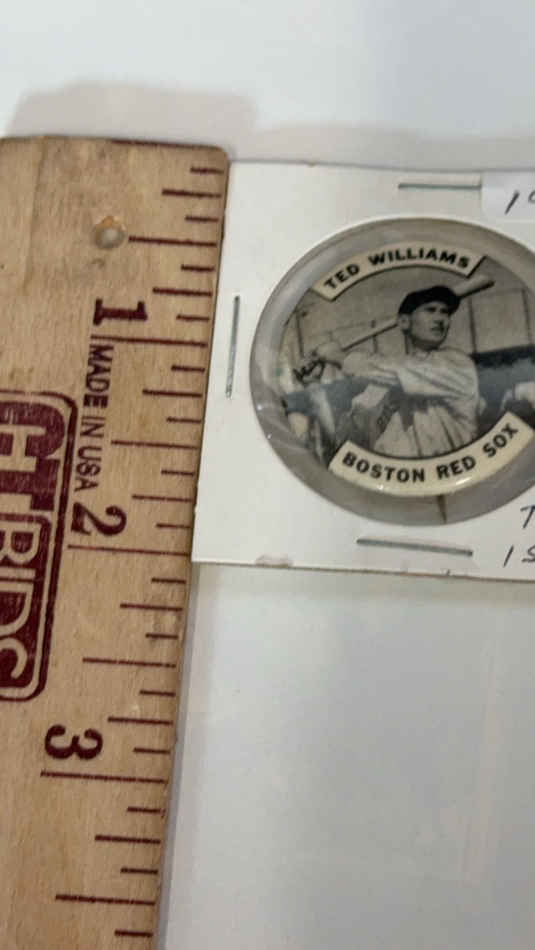 TED WILLIAMS
BOSTON RED SOX
1
MADE IN USA
2
3